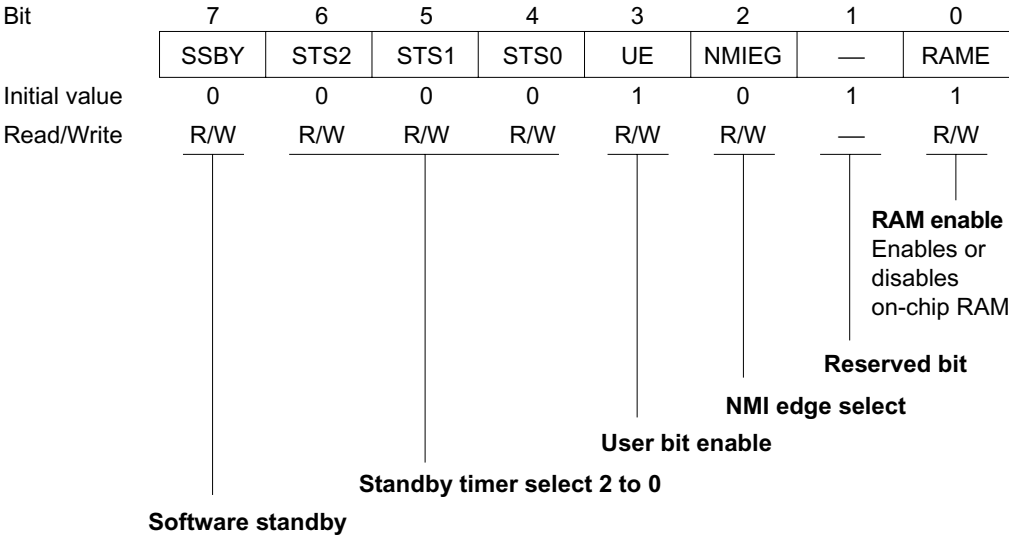 Bit 7 6 5 4 3 2 1 0
SSBY STS2 STS1 STS0 UE NMIEG — RAME
Initial value 0 0 0 0 1 0 1 1
Read/Write R/W R/W R/W R/W R/W R/W — R/W
RAM enable
Enables or
disables
on-chip RAM
Reserved bit
NMI edge select
User bit enable
Standby timer select 2 to 0
Software standby